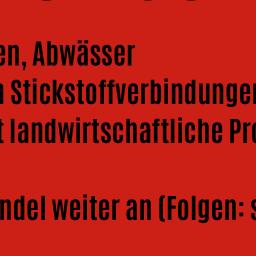 en, Abwässer
n Stickstoffverbindungen
t landwirtschaftliche Pro
ndel weiter an (Folgen: s